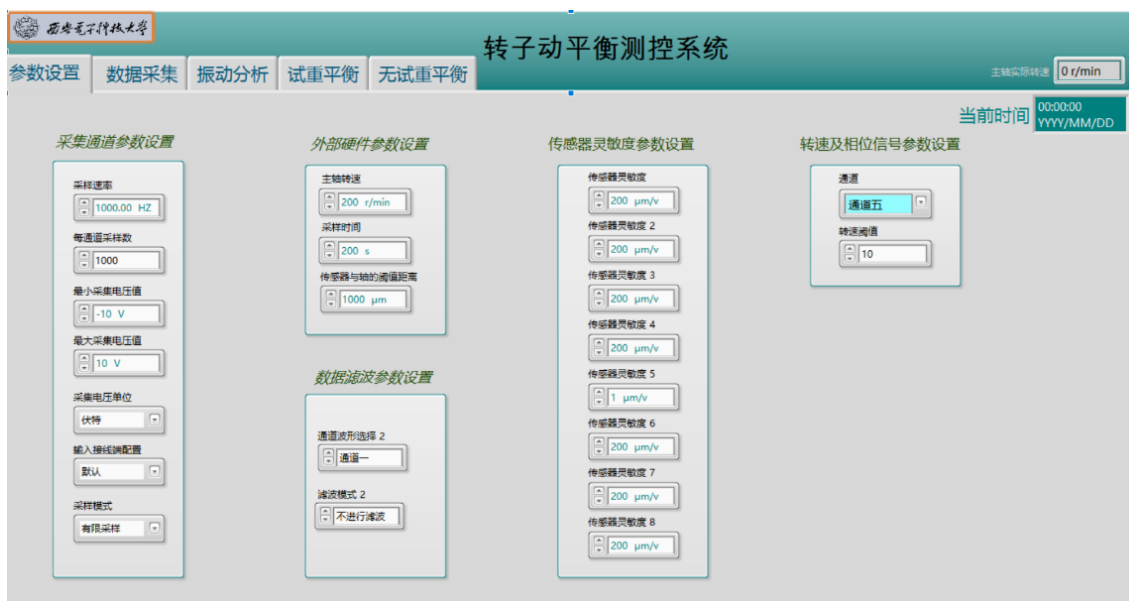 西安电子科技大学
转子动平衡测控系统
参数设置 数据采集 振动分析 试重平衡 无试重平衡
主轴实际转速 0 r/min
当前时间 00:00:00
YYYY/MM/DD
采集通道参数设置
采样速率
1000.00 HZ
每通道采样数
1000
最小采集电压值
-10 V
最大采集电压值
10 V
采集电压单位
伏特
输入接线端配置
默认
采样模式
有限采样
外部硬件参数设置
主轴转速
200 r/min
采样时间
200 s
传感器与轴的阈值距离
1000 μm
数据滤波参数设置
通道波形选择 2
通道一
滤波模式 2
不进行滤波
传感器灵敏度参数设置
传感器灵敏度
200 μm/v
传感器灵敏度 2
200 μm/v
传感器灵敏度 3
200 μm/v
传感器灵敏度 4
200 μm/v
传感器灵敏度 5
1 μm/v
传感器灵敏度 6
200 μm/v
传感器灵敏度 7
200 μm/v
传感器灵敏度 8
200 μm/v
转速及相位信号参数设置
通道
通道五
转速阈值
10